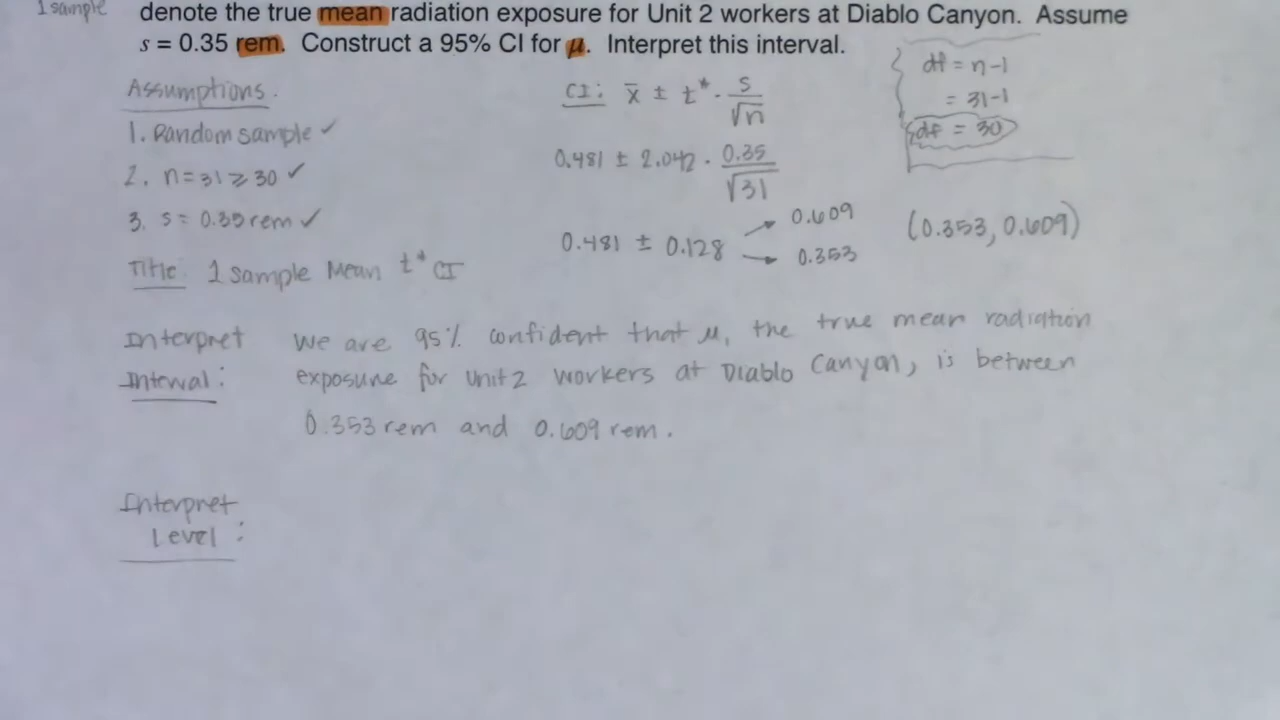 1 sample
denote the true mean radiation exposure for Unit 2 workers at Diablo Canyon. Assume
s = 0.35 rem. Construct a 95% CI for μ. Interpret this interval.
df = n-1
= 31-1
df = 30
Assumptions.
1. Random sample ✓
2. n=31 ≥ 30 ✓
3. s = 0.35 rem ✓
Title: 1 sample Mean t* CI
CI: x̄ ± t* · s/√n
0.481 ± 2.042 · 0.35/√31
0.481 ± 0.128 → 0.609
→ 0.353
(0.353, 0.609)
Interpret We are 95% confident that μ, the true mean radiation
Interval: exposure for Unit 2 workers at Diablo Canyon, is between
0.353 rem and 0.609 rem.
Interpret
Level: